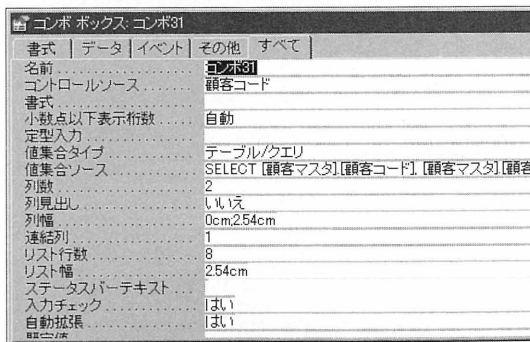 コンボ ボックス: コンボ31
書式 データ イベント その他 すべて
名前 コンボ31
コントロールソース 顧客コード
書式
小数点以下表示桁数 自動
定型入力
値集合タイプ テーブル/クエリ
値集合ソース SELECT [顧客マスタ].[顧客コード], [顧客マスタ].[顧客
列数 2
列見出し いいえ
列幅 0cm;2.54cm
連結列 1
リスト行数 8
リスト幅 2.54cm
ステータスバーテキスト
入力チェック はい
自動拡張 はい
既定値